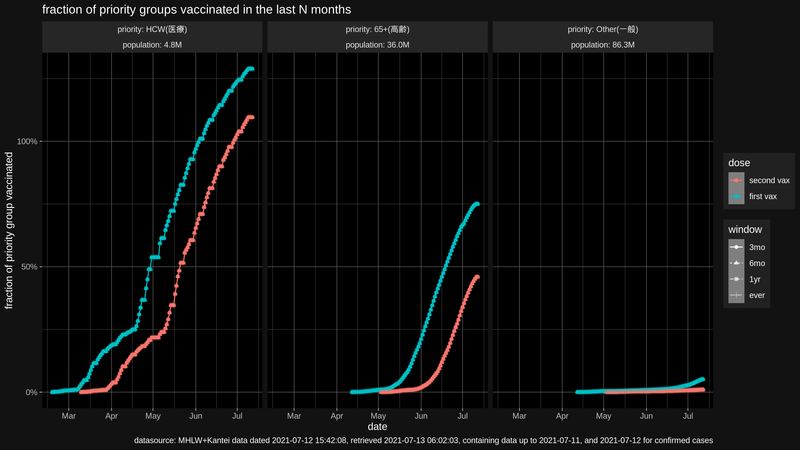 fraction of priority groups vaccinated in the last N months
priority: HCW(医療)
population: 4.8M
priority: 65+(高齢)
population: 36.0M
priority: Other(一般)
population: 86.3M
fraction of priority group vaccinated
100%
50%
0%
Mar Apr May Jun Jul
Mar Apr May Jun Jul
Mar Apr May Jun Jul
date
dose
second vax
first vax
window
3mo
6mo
1yr
ever
datasource: MHLW+Kantei data dated 2021-07-12 15:42:08, retrieved 2021-07-13 06:02:03, containing data up to 2021-07-11, and 2021-07-12 for confirmed cases